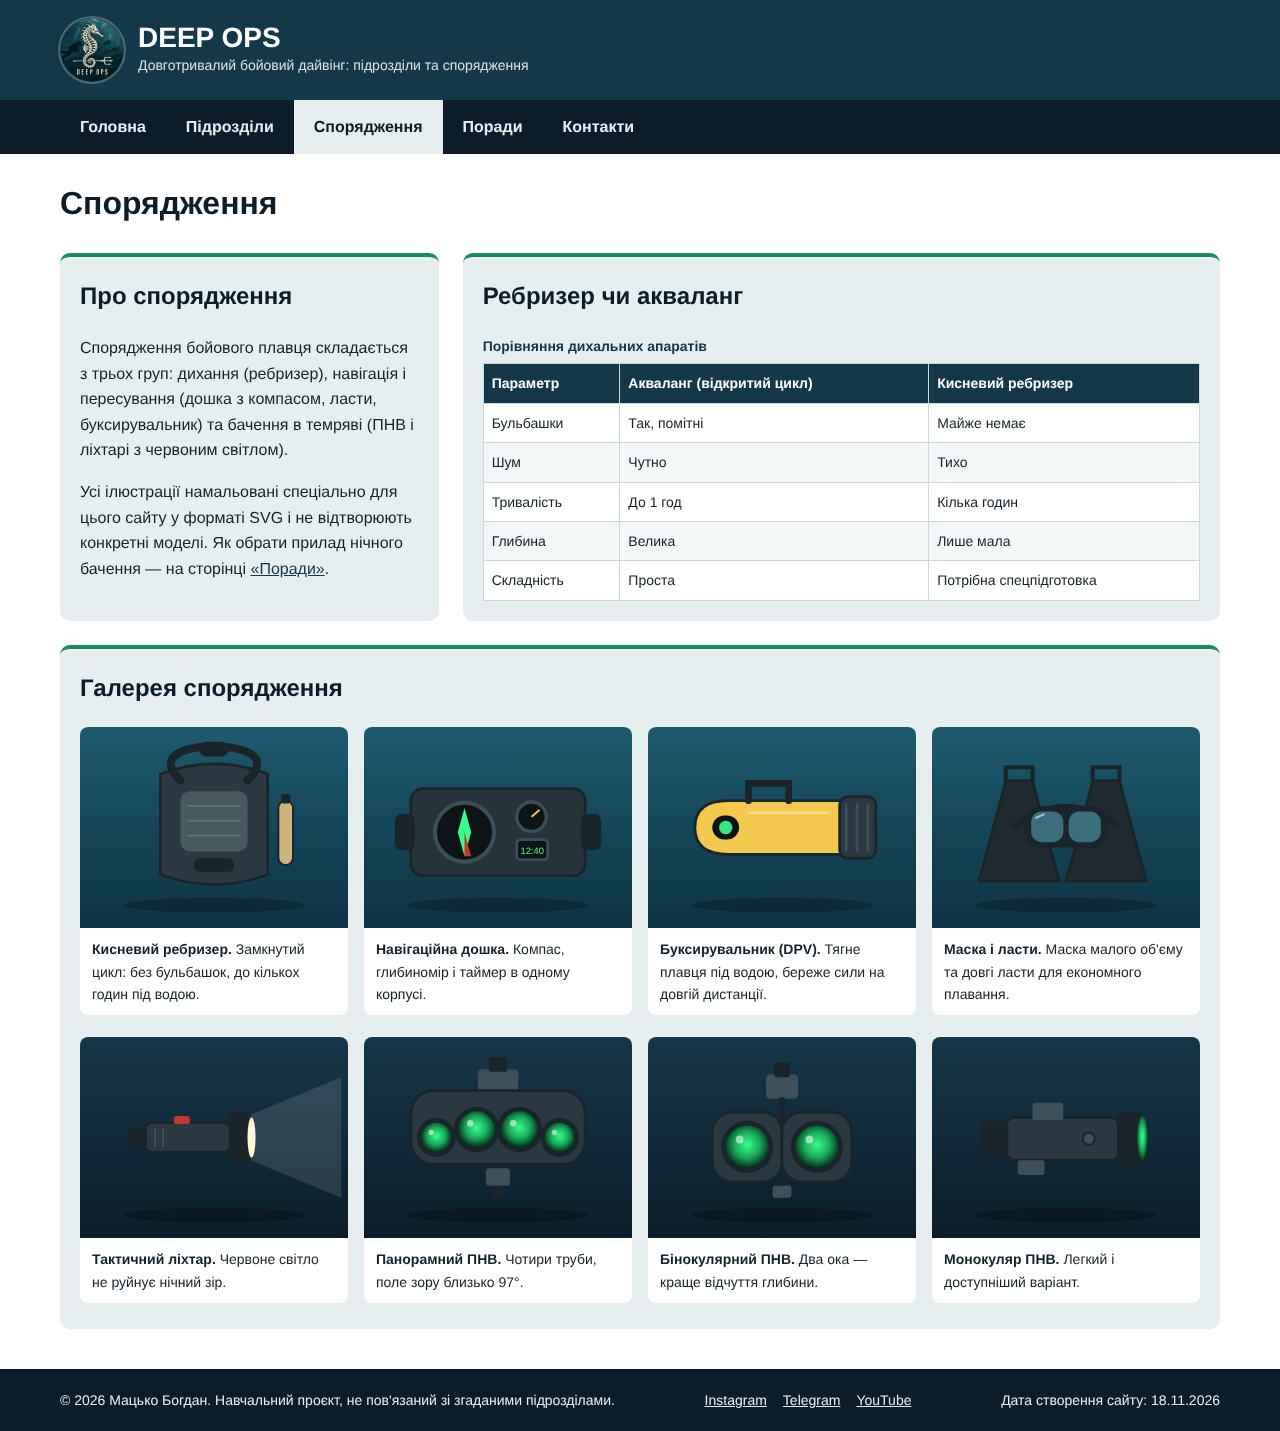 DEEP OPS
DEEP OPS
Довготривалий бойовий дайвінг: підрозділи та спорядження
Головна Підрозділи Спорядження Поради Контакти
Спорядження
Про спорядження
Спорядження бойового плавця складається
з трьох груп: дихання (ребризер), навігація і
пересування (дошка з компасом, ласти,
буксирувальник) та бачення в темряві (ПНВ і
ліхтарі з червоним світлом).
Усі ілюстрації намальовані спеціально для
цього сайту у форматі SVG і не відтворюють
конкретні моделі. Як обрати прилад нічного
бачення — на сторінці «Поради».
Ребризер чи акваланг
Порівняння дихальних апаратів
Параметр Акваланг (відкритий цикл) Кисневий ребризер
Бульбашки Так, помітні Майже немає
Шум Чутно Тихо
Тривалість До 1 год Кілька годин
Глибина Велика Лише мала
Складність Проста Потрібна спецпідготовка
Галерея спорядження
12:40
Кисневий ребризер. Замкнутий
цикл: без бульбашок, до кількох
годин під водою.
Навігаційна дошка. Компас,
глибиномір і таймер в одному
корпусі.
Буксирувальник (DPV). Тягне
плавця під водою, береже сили на
довгій дистанції.
Маска і ласти. Маска малого об'єму
та довгі ласти для економного
плавання.
Тактичний ліхтар. Червоне світло
не руйнує нічний зір.
Панорамний ПНВ. Чотири труби,
поле зору близько 97°.
Бінокулярний ПНВ. Два ока —
краще відчуття глибини.
Монокуляр ПНВ. Легкий і
доступніший варіант.
© 2026 Мацько Богдан. Навчальний проєкт, не пов'язаний зі згаданими підрозділами.
Instagram Telegram YouTube
Дата створення сайту: 18.11.2026